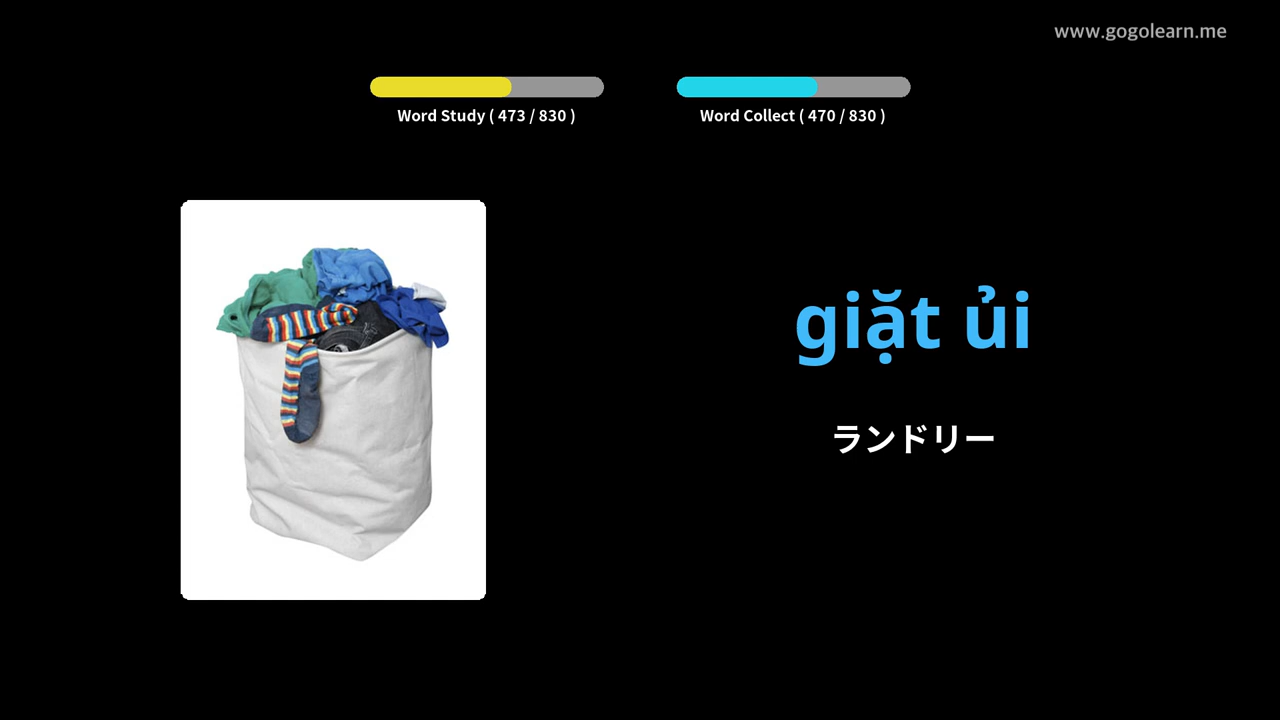 www.gogolearn.me
Word Study ( 473 / 830 )
Word Collect ( 470 / 830 )
giặt ủi
ランドリー